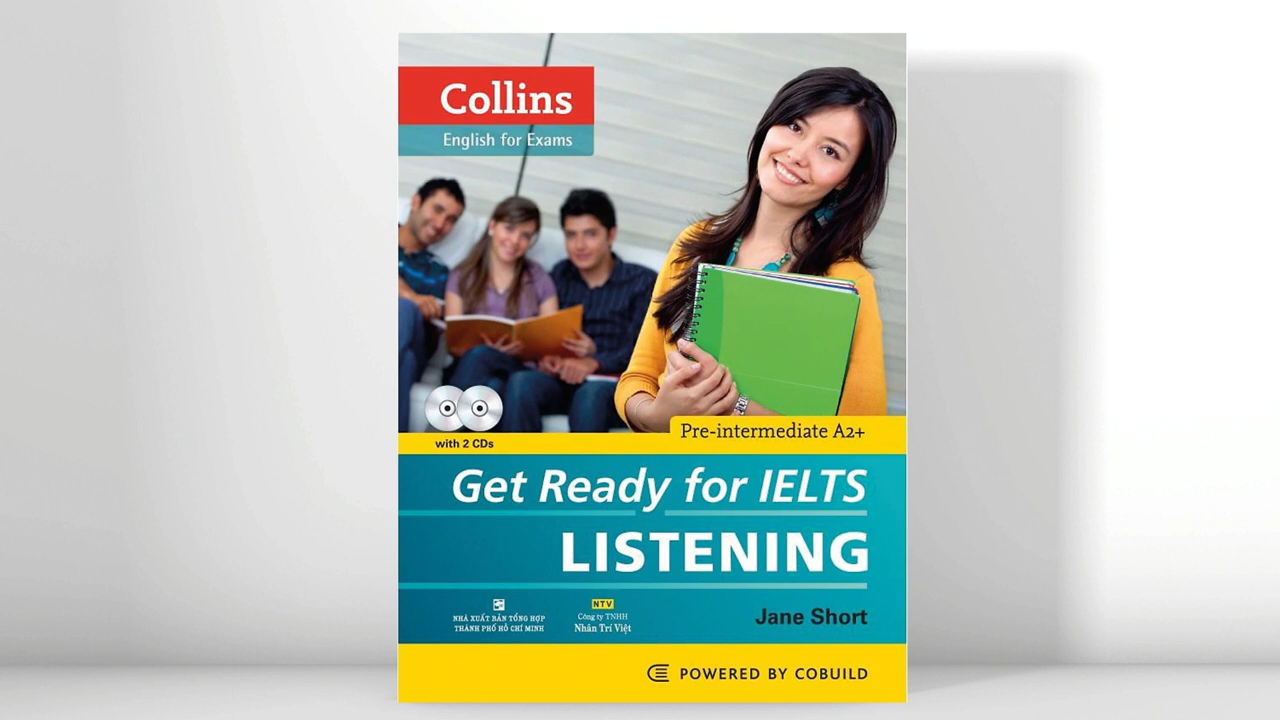 Collins
English for Exams
with 2 CDs
Pre-intermediate A2+
Get Ready for IELTS
LISTENING
NHÀ XUẤT BẢN TỔNG HỢP
THÀNH PHỐ HỒ CHÍ MINH
NTV
Công ty TNHH
Nhân Trí Việt
Jane Short
POWERED BY COBUILD